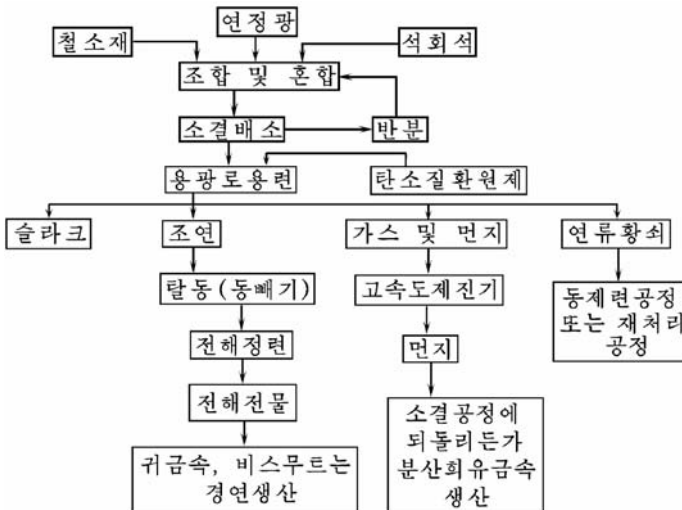 연정광
철소재
석회석
조합 및 혼합
소결배소
반분
용광로용련
탄소질환원제
슬라크
조연
가스 및 먼지
연류황쇠
탈동(동빼기)
고속도제진기
동제련공정
또는 재처리
공정
전해정련
먼지
전해전물
소결공정에
되돌리든가
분산희유금속
생산
귀금속, 비스무트는
경연생산